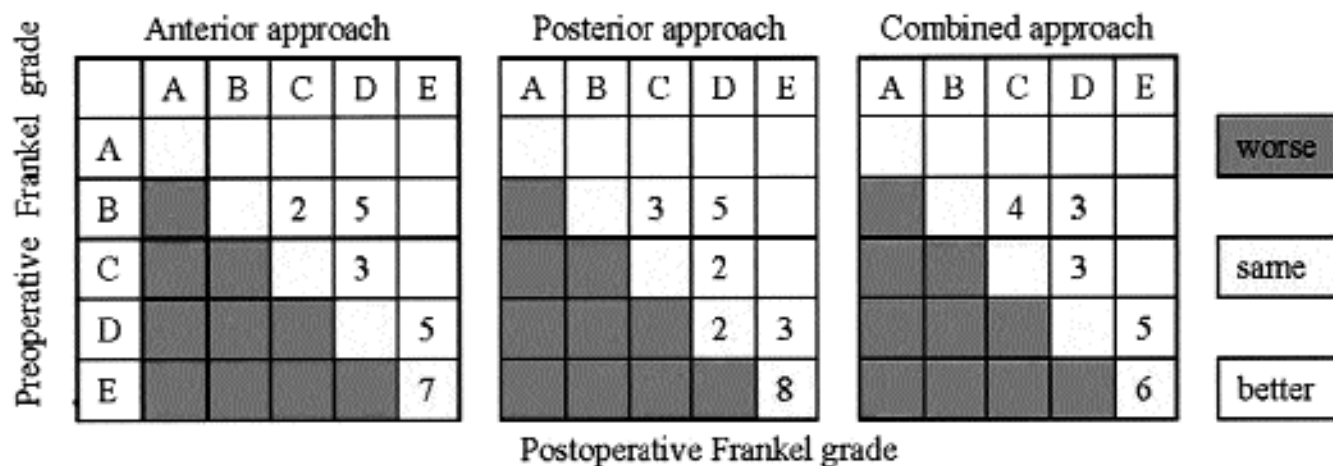 Anterior approach Posterior approach Combined approach
Preoperative Frankel grade
A B C D E A B C D E A B C D E
A
worse
B 2 5 3 5 4 3
C 3 2 3
same
D 5 2 3 5
E 7 8 6
better
Postoperative Frankel grade